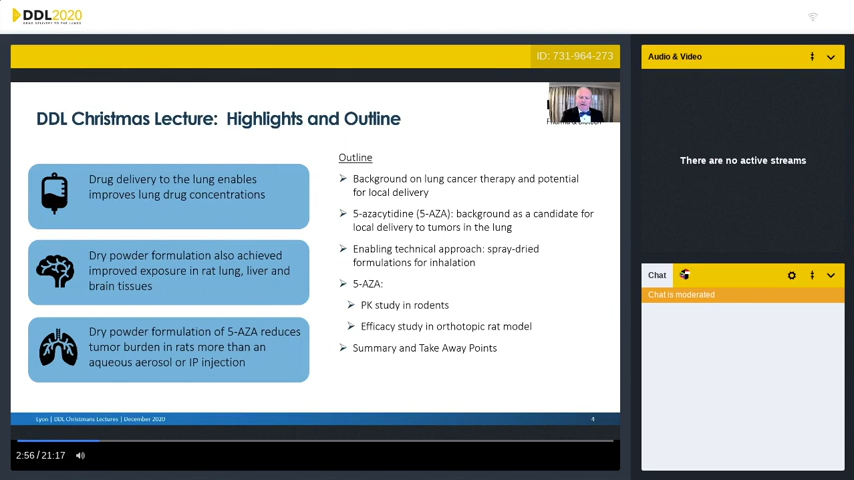 DDL2020
DRUG DELIVERY TO THE LUNGS
ID: 731-964-273
Audio & Video
DDL Christmas Lecture: Highlights and Outline
Outline
Drug delivery to the lung enables
improves lung drug concentrations
Dry powder formulation also achieved
improved exposure in rat lung, liver and
brain tissues
Dry powder formulation of 5-AZA reduces
tumor burden in rats more than an
aqueous aerosol or IP injection
Background on lung cancer therapy and potential
for local delivery
5-azacytidine (5-AZA): background as a candidate for
local delivery to tumors in the lung
Enabling technical approach: spray-dried
formulations for inhalation
5-AZA:
PK study in rodents
Efficacy study in orthotopic rat model
Summary and Take Away Points
Lyon | DDL Christmas Lectures | December 2020
4
2:56 / 21:17
There are no active streams
Chat
Chat is moderated